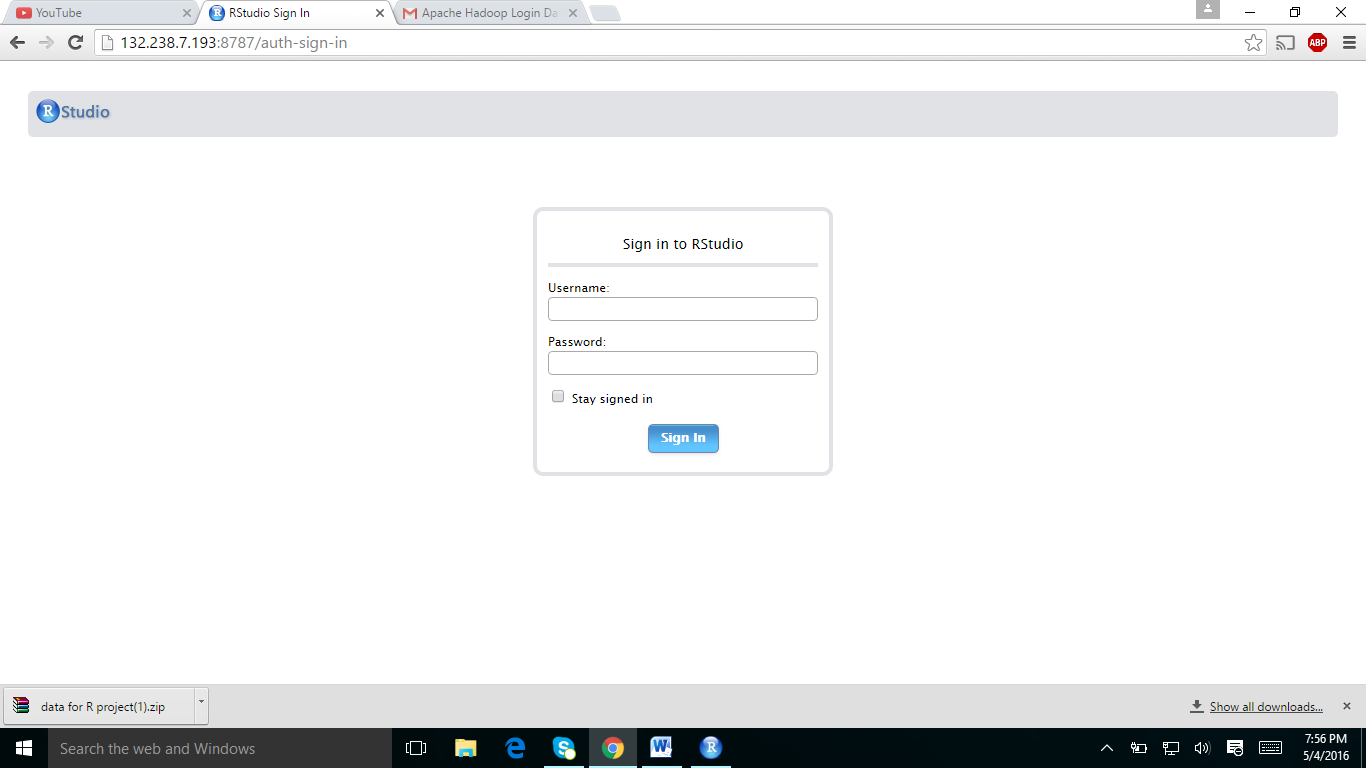 YouTube
RStudio Sign In
Apache Hadoop Login Da
132.238.7.193:8787/auth-sign-in
ABP
R Studio
Sign in to RStudio
Username:
Password:
Stay signed in
Sign In
data for R project(1).zip
Show all downloads...
Search the web and Windows
7:56 PM
5/4/2016